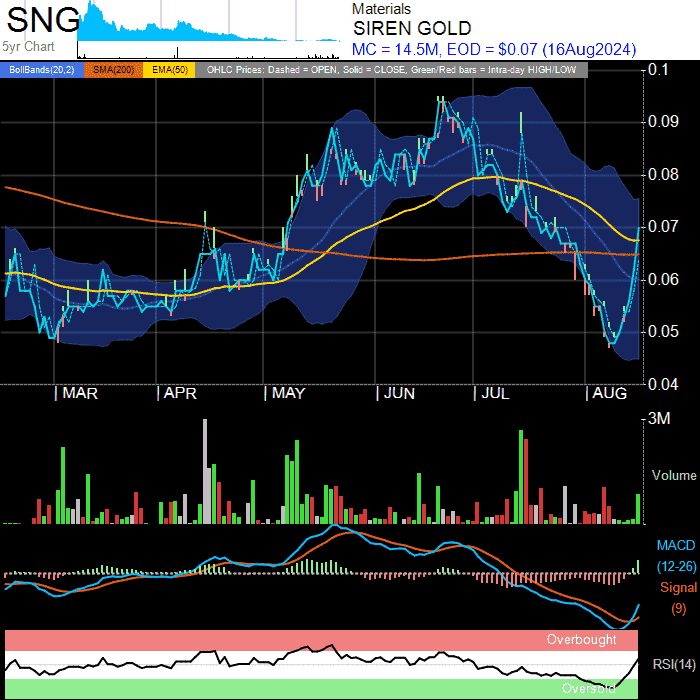 SNG
5yr Chart
Materials
SIREN GOLD
MC = 14.5M, EOD = $0.07 (16Aug2024)
BollBands(20,2) SMA(200) EMA(50) OHLC Prices: Dashed = OPEN, Solid = CLOSE, Green/Red bars = Intra-day HIGH/LOW
0.1
0.09
0.08
0.07
0.06
0.05
0.04
MAR APR MAY JUN JUL AUG
3M
Volume
MACD
(12-26)
Signal
(9)
Overbought
RSI(14)
Oversold